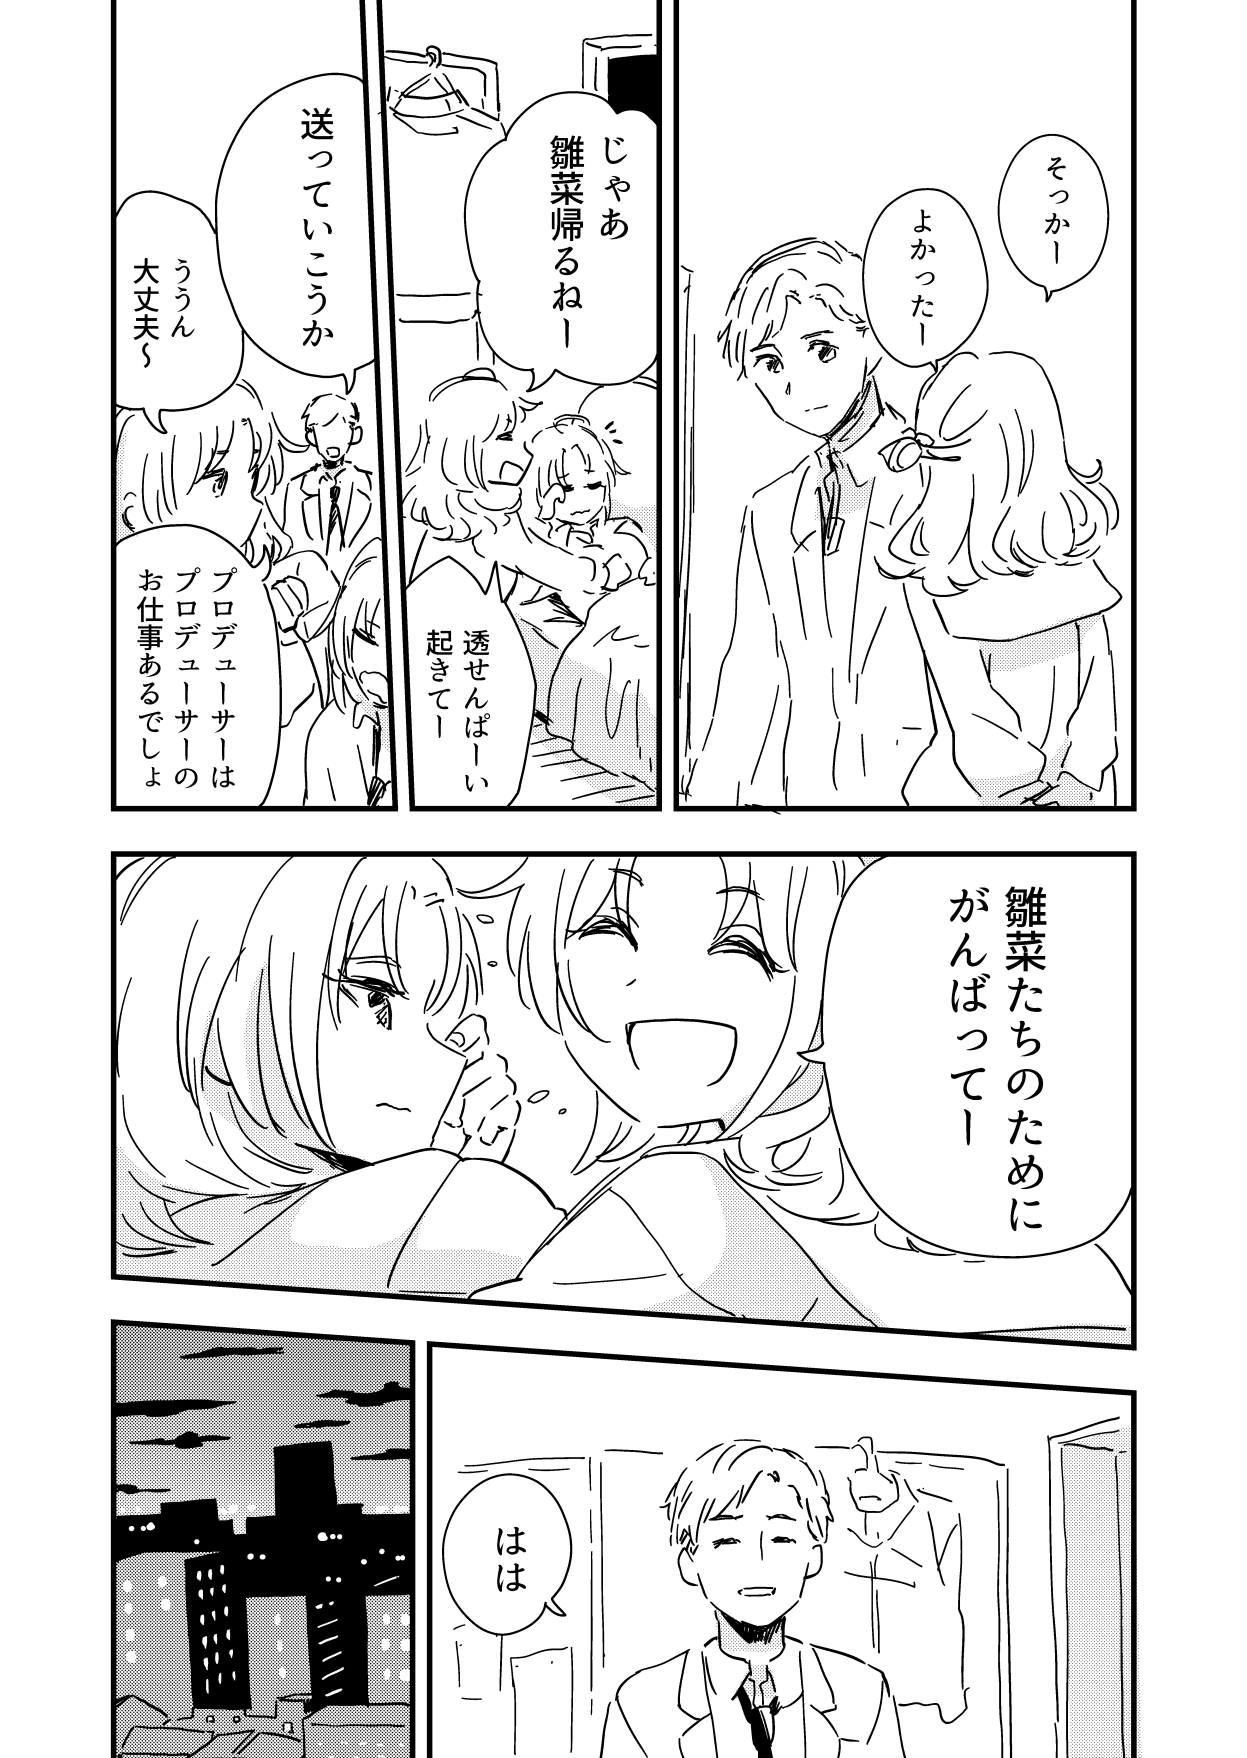 そっかー
よかったー
じゃあ
雛菜帰るねー
透せんぱーい
起きてー
送っていこうか
ううん
大丈夫～
プロデューサーは
プロデューサーの
お仕事あるでしょ
雛菜たちのために
がんばってー
はは